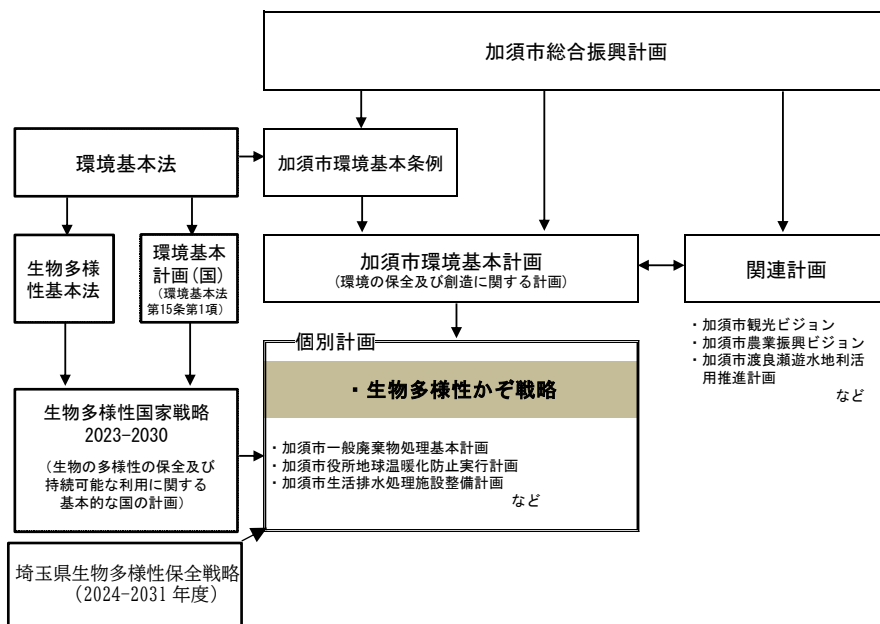 加須市総合振興計画
環境基本法
加須市環境基本条例
生物多様
性基本法
環境基本
計画(国)
(環境基本法
第15条第1項)
加須市環境基本計画
(環境の保全及び創造に関する計画)
関連計画
・加須市観光ビジョン
・加須市農業振興ビジョン
・加須市渡良瀬遊水地利活
用推進計画
など
個別計画
・生物多様性かぞ戦略
・加須市一般廃棄物処理基本計画
・加須市役所地球温暖化防止実行計画
・加須市生活排水処理施設整備計画
など
生物多様性国家戦略
2023-2030
(生物の多様性の保全及び
持続可能な利用に関する
基本的な国の計画)
埼玉県生物多様性保全戦略
(2024-2031 年度)